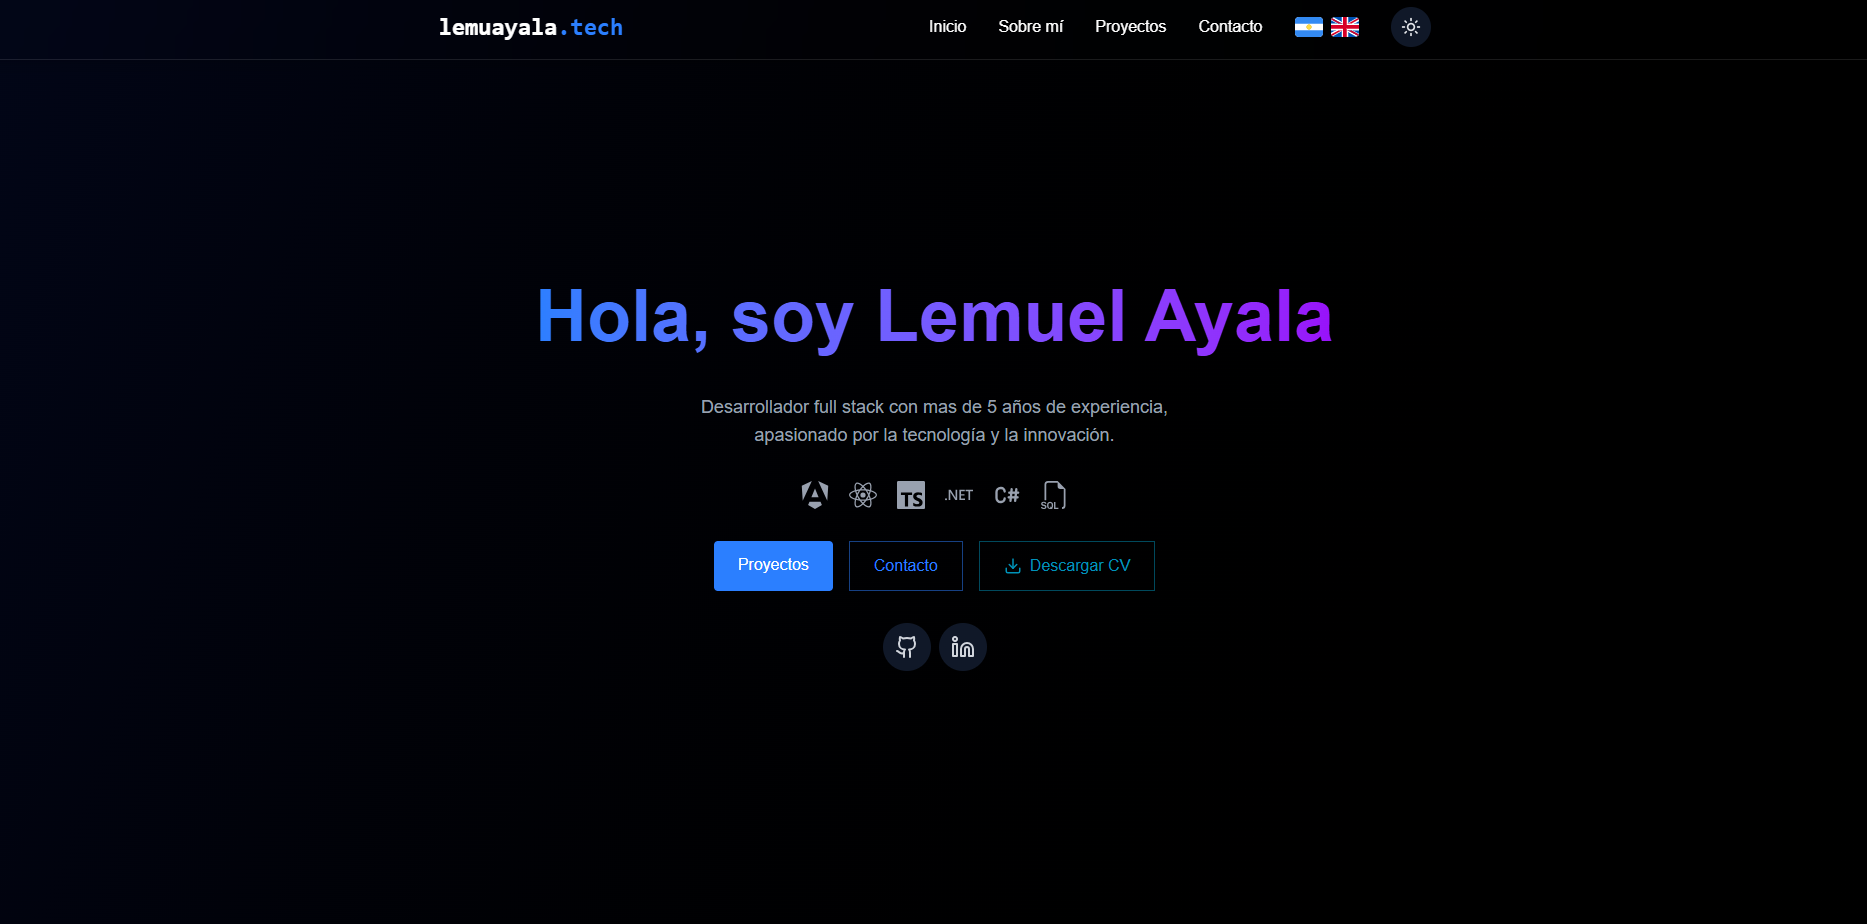 lemuayala.tech
Inicio Sobre mí Proyectos Contacto
Hola, soy Lemuel Ayala
Desarrollador full stack con mas de 5 años de experiencia,
apasionado por la tecnología y la innovación.
TS .NET C# SQL
Proyectos Contacto Descargar CV
in